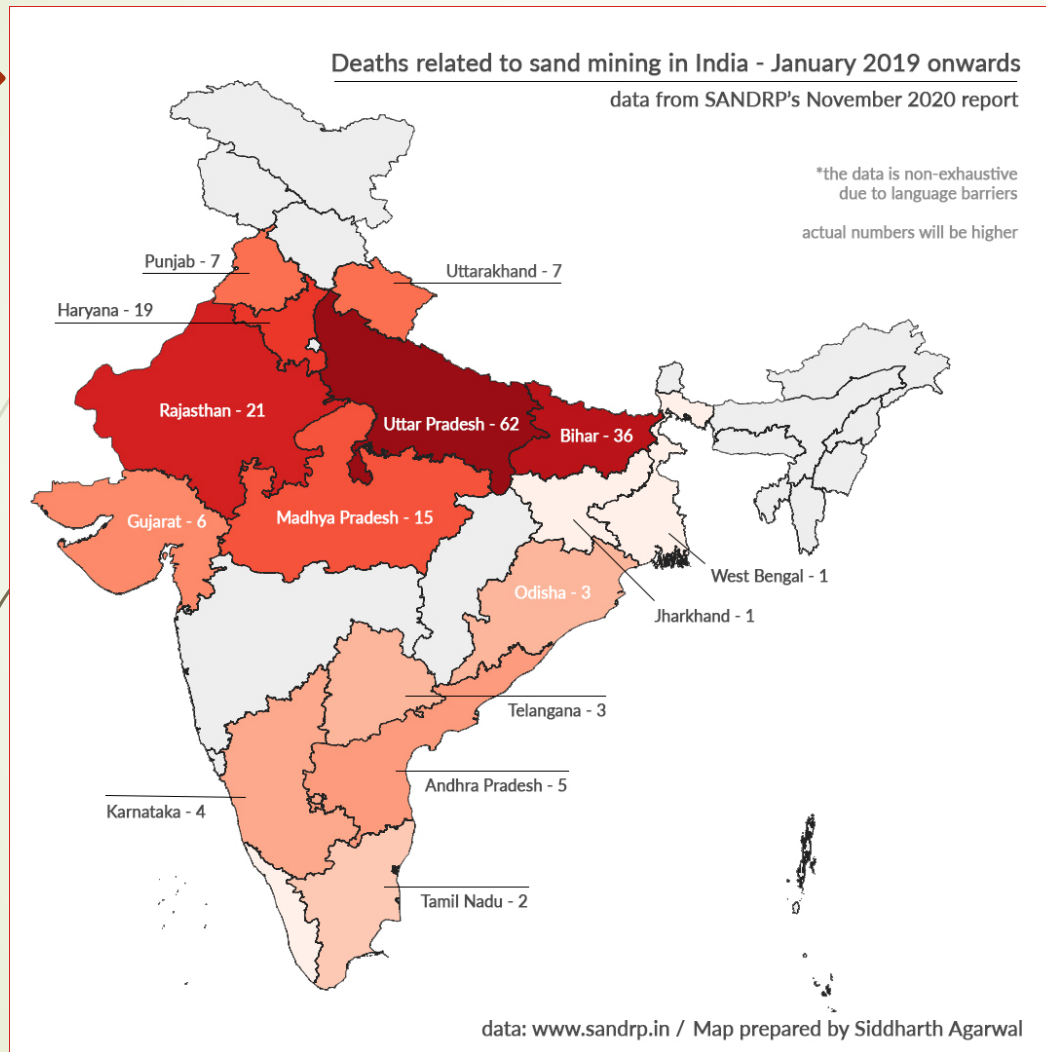 Deaths related to sand mining in India - January 2019 onwards
data from SANDRP's November 2020 report
*the data is non-exhaustive
due to language barriers
actual numbers will be higher
Punjab - 7
Uttarakhand - 7
Haryana - 19
Rajasthan - 21
Uttar Pradesh - 62
Bihar - 36
Gujarat - 6
Madhya Pradesh - 15
West Bengal - 1
Odisha - 3
Jharkhand - 1
Telangana - 3
Andhra Pradesh - 5
Karnataka - 4
Tamil Nadu - 2
data: www.sandrp.in / Map prepared by Siddharth Agarwal